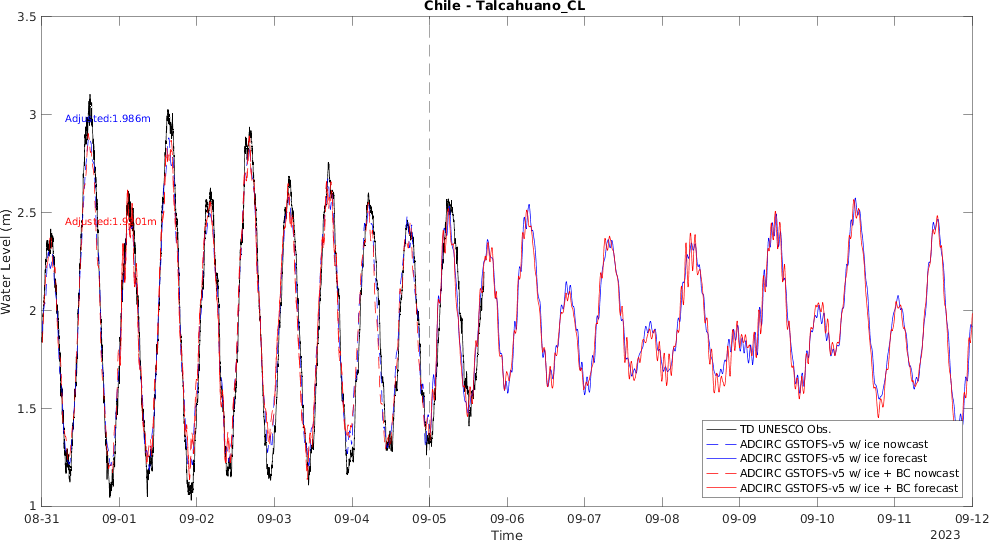 Chile - Talcahuano_CL
3.5
3
2.5
2
1.5
1
Water Level (m)
Adjusted:1.986m
08-31
09-01
09-02
09-03
09-04
09-05
09-06
09-07
09-08
09-09
09-10
09-11
09-12
Time
2023
TD UNESCO Obs.
ADCIRC GSTOFS-v5 w/ ice nowcast
ADCIRC GSTOFS-v5 w/ ice forecast
ADCIRC GSTOFS-v5 w/ ice + BC nowcast
ADCIRC GSTOFS-v5 w/ ice + BC forecast